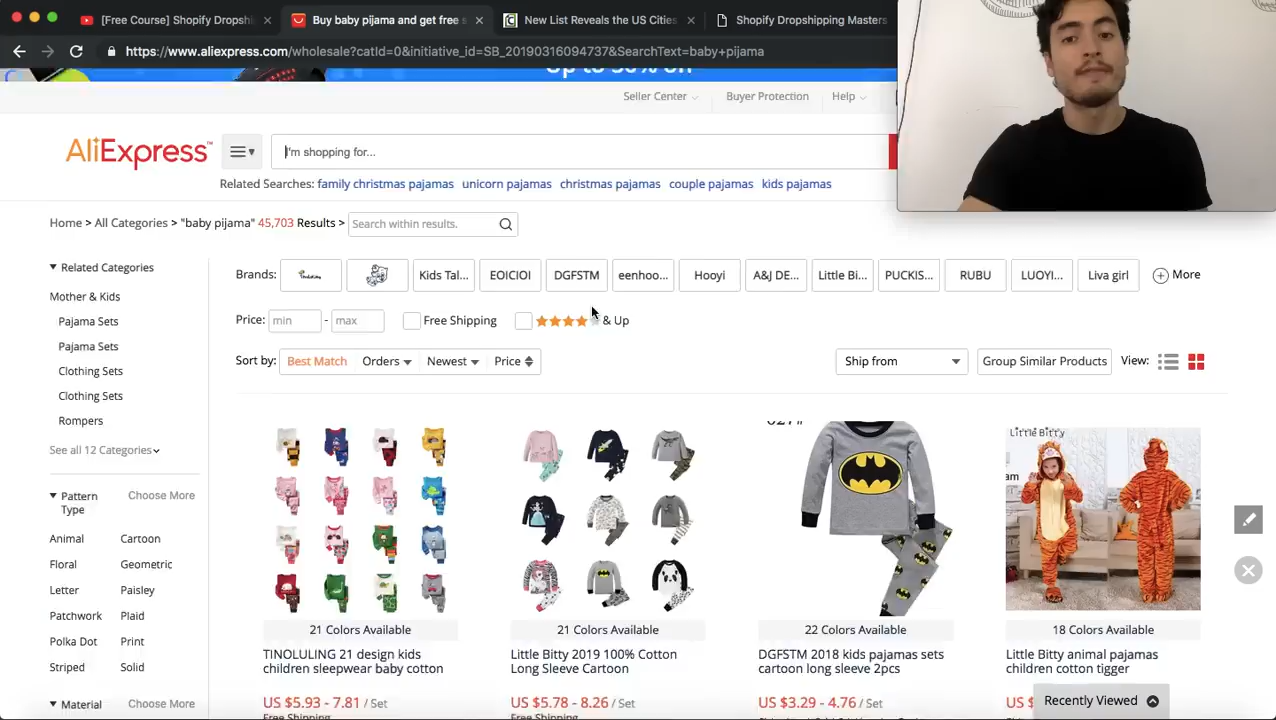 [Free Course] Shopify Dropshi
Buy baby pijama and get free s
New List Reveals the US Cities
Shopify Dropshipping Masters
https://www.aliexpress.com/wholesale?catId=0&initiative_id=SB_20190316094737&SearchText=baby+pijama
Up to 50% off
Seller Center
Buyer Protection
Help
AliExpress™
I'm shopping for...
Related Searches: family christmas pajamas unicorn pajamas christmas pajamas couple pajamas kids pajamas
Home > All Categories > "baby pijama" 45,703 Results >
Search within results.
Related Categories
Mother & Kids
Pajama Sets
Pajama Sets
Clothing Sets
Clothing Sets
Rompers
See all 12 Categories
Pattern Type
Choose More
Animal Cartoon
Floral Geometric
Letter Paisley
Patchwork Plaid
Polka Dot Print
Striped Solid
Material
Choose More
Brands: Kids Tal... EOICIOI DGFSTM eenhoo... Hooyi A&J DE... Little Bi... PUCKIS... RUBU LUOYI... Liva girl More
Price: min - max Free Shipping & Up
Sort by: Best Match Orders Newest Price
Ship from
Group Similar Products
View:
21 Colors Available
TINOLULING 21 design kids
children sleepwear baby cotton
US $5.93 - 7.81 / Set
Free Shipping
21 Colors Available
Little Bitty 2019 100% Cotton
Long Sleeve Cartoon
US $5.78 - 8.26 / Set
Free Shipping
22 Colors Available
DGFSTM 2018 kids pajamas sets
cartoon long sleeve 2pcs
US $3.29 - 4.76 / Set
Little Bitty
18 Colors Available
Little Bitty animal pajamas
children cotton tigger
US $
Recently Viewed